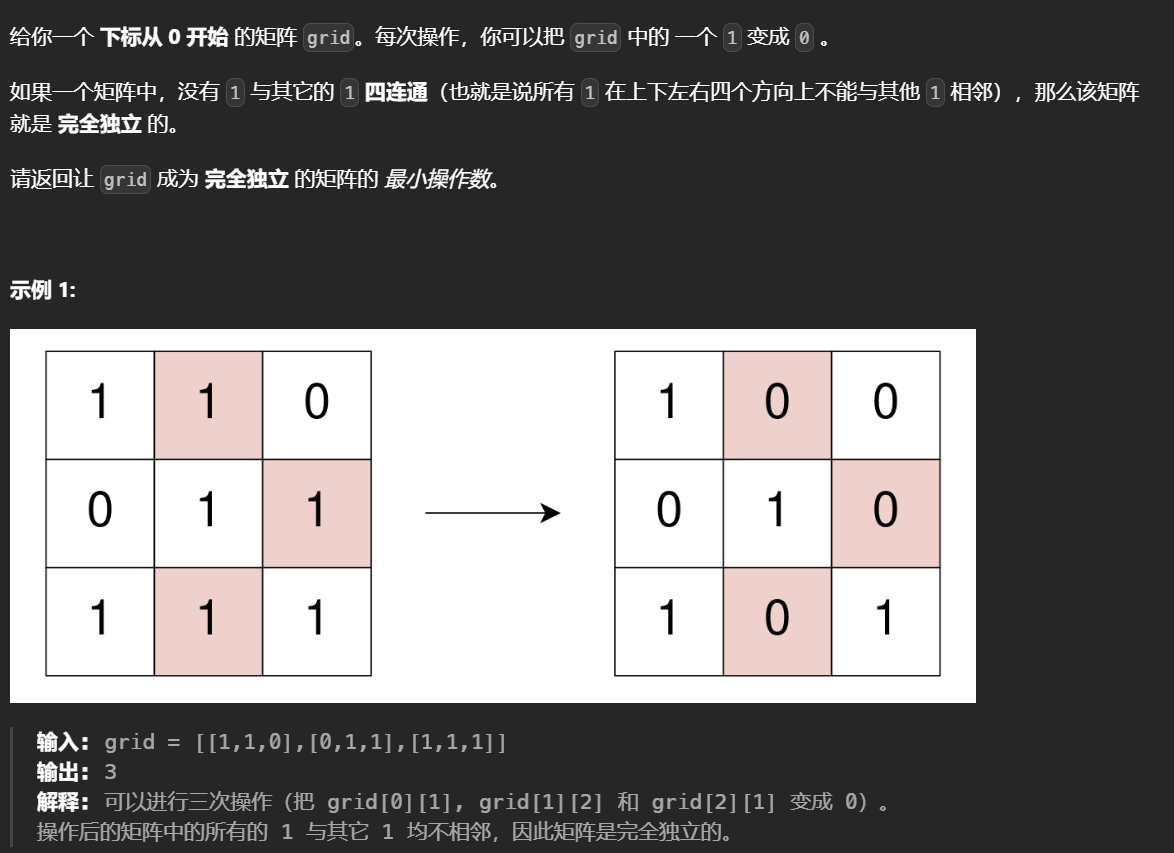 给你一个 下标从 0 开始 的矩阵 grid。每次操作，你可以把 grid 中的 一个 1 变成 0 。
如果一个矩阵中，没有 1 与其它的 1 四连通（也就是说所有 1 在上下左右四个方向上不能与其他 1 相邻），那么该矩阵
就是 完全独立 的。
请返回让 grid 成为 完全独立 的矩阵的 最小操作数。
示例 1:
1 1 0 1 0 0
0 1 1 0 1 0
1 1 1 1 0 1
输入：grid = [[1,1,0],[0,1,1],[1,1,1]]
输出：3
解释：可以进行三次操作（把 grid[0][1], grid[1][2] 和 grid[2][1] 变成 0）。
操作后的矩阵中的所有的 1 与其它 1 均不相邻，因此矩阵是完全独立的。